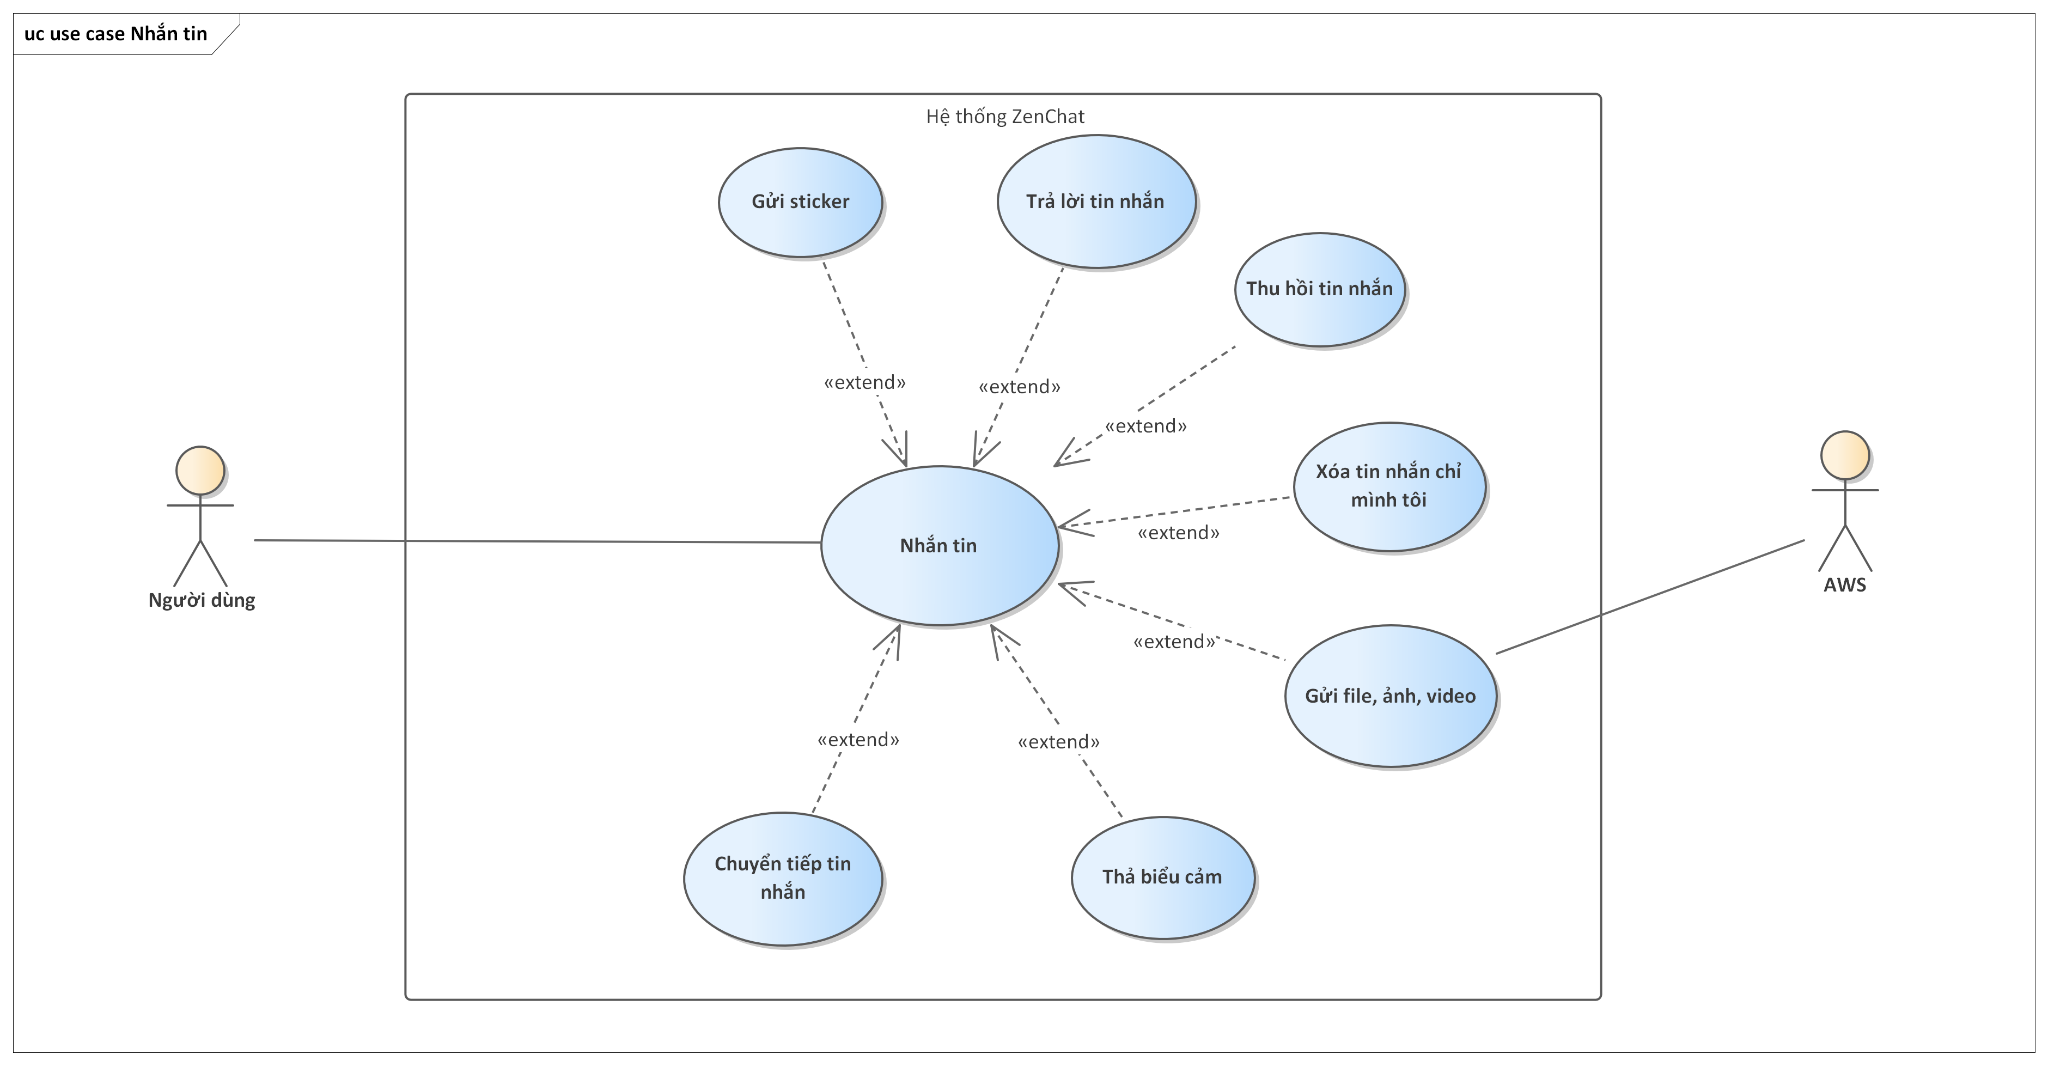 uc use case Nhắn tin
Hệ thống ZenChat
Gửi sticker
Trả lời tin nhắn
Thu hồi tin nhắn
«extend»
«extend»
«extend»
Xóa tin nhắn chỉ
mình tôi
«extend»
Nhắn tin
Người dùng
AWS
«extend»
Gửi file, ảnh, video
«extend»
«extend»
Chuyển tiếp tin
nhắn
Thả biểu cảm